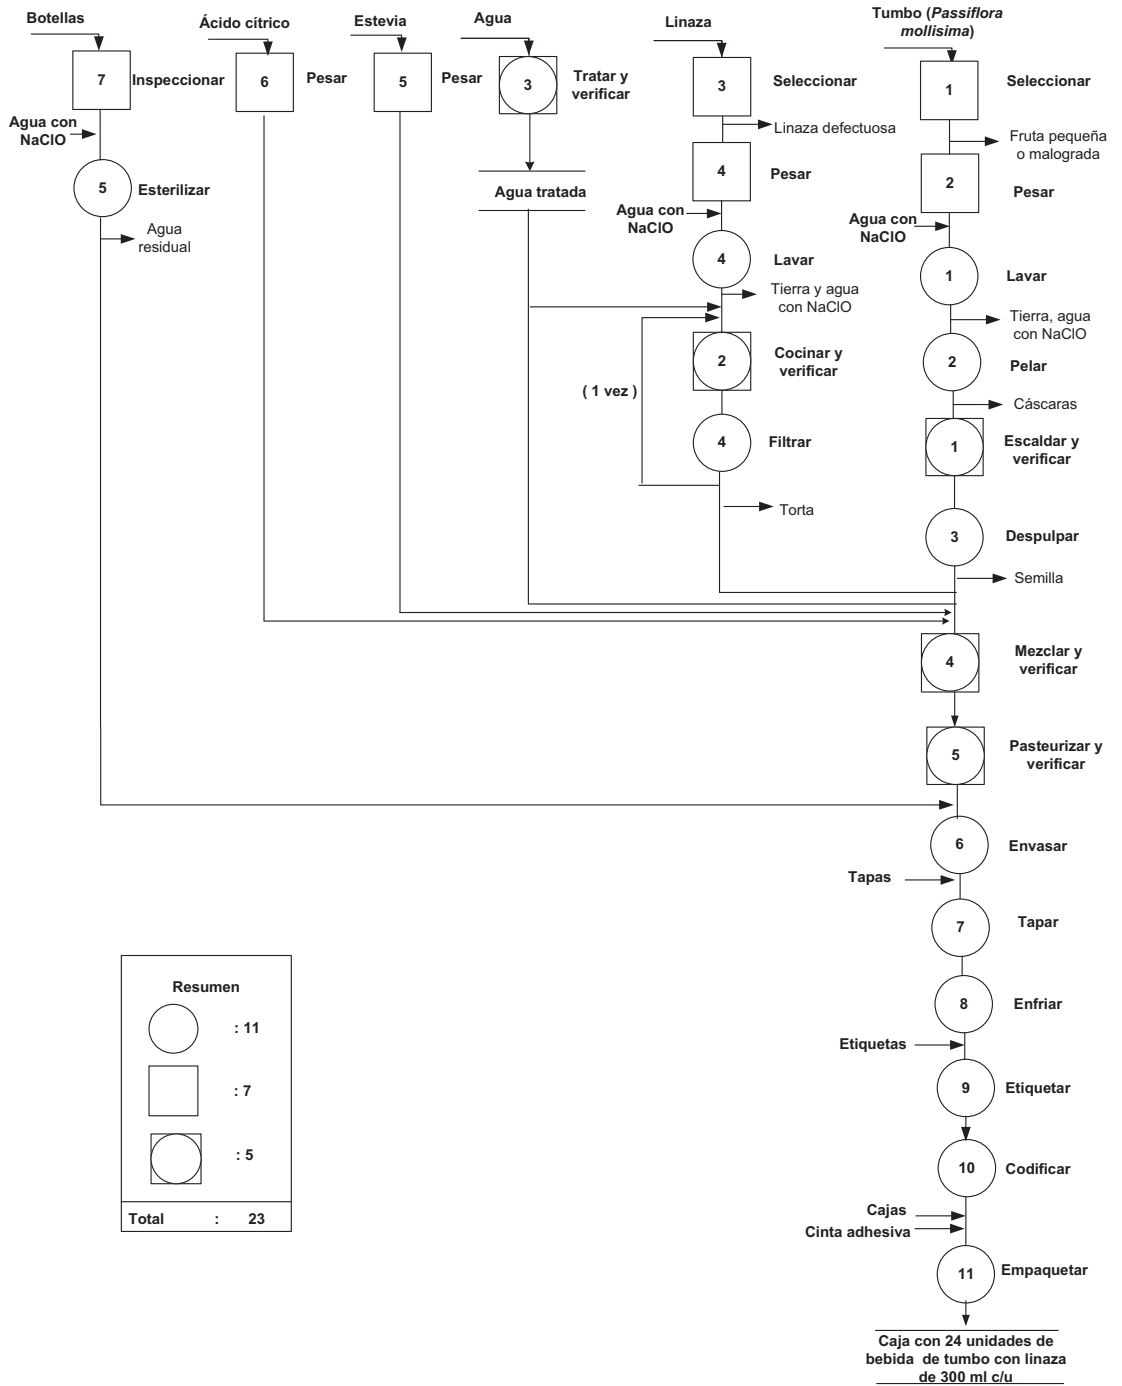 Botellas
7
Inspeccionar
Agua con
NaClO
5
Esterilizar
Agua
residual
Ácido cítrico
6
Pesar
Estevia
5
Pesar
Agua
3
Tratar y
verificar
Agua tratada
Linaza
3
Seleccionar
Linaza defectuosa
4
Pesar
Agua con
NaClO
4
Lavar
Tierra y agua
con NaClO
2
Cocinar y
verificar
( 1 vez )
4
Filtrar
Torta
Tumbo (Passiflora
mollisima)
1
Seleccionar
Fruta pequeña
o malograda
2
Pesar
Agua con
NaClO
1
Lavar
Tierra, agua
con NaClO
2
Pelar
Cáscaras
1
Escaldar y
verificar
3
Despulpar
Semilla
4
Mezclar y
verificar
5
Pasteurizar y
verificar
6
Envasar
Tapas
7
Tapar
8
Enfriar
Etiquetas
9
Etiquetar
10
Codificar
Cajas
Cinta adhesiva
11
Empaquetar
Caja con 24 unidades de
bebida de tumbo con linaza
de 300 ml c/u
Resumen
: 11
: 7
: 5
Total : 23